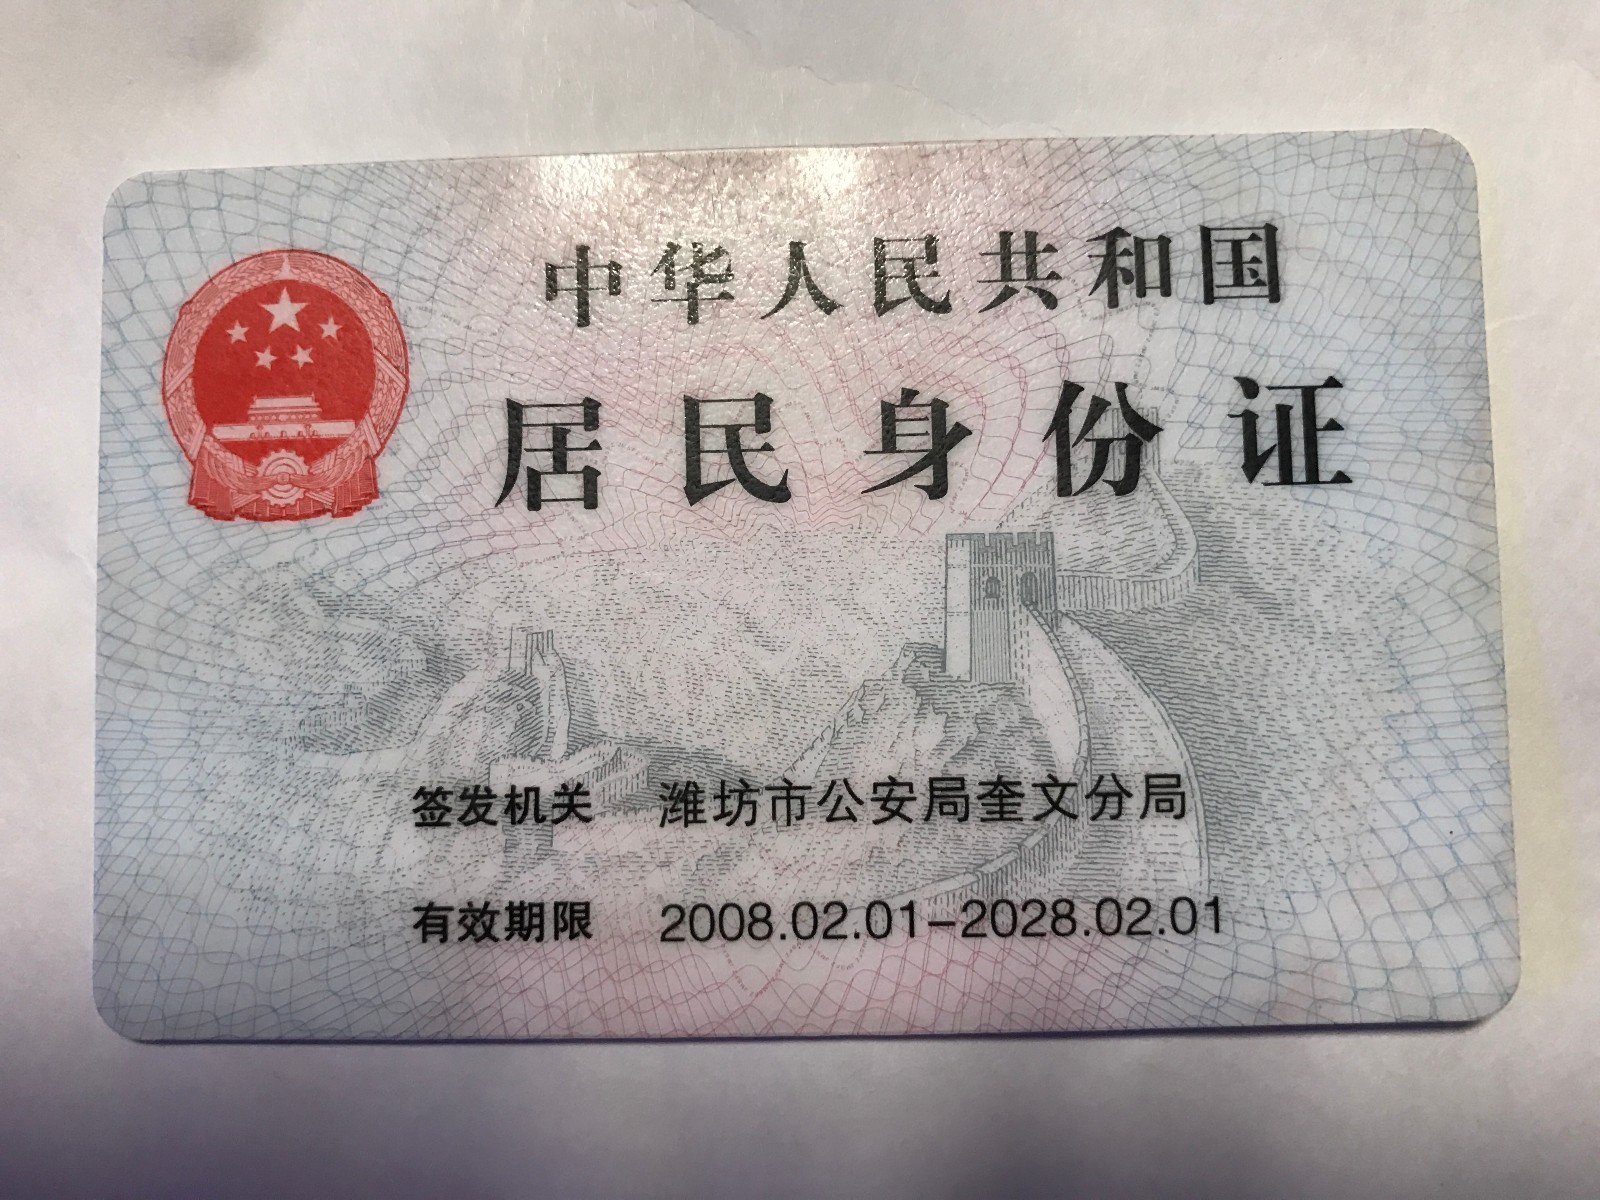 中华人民共和国
居民身份证
签发机关 潍坊市公安局奎文分局
有效期限 2008.02.01-2028.02.01